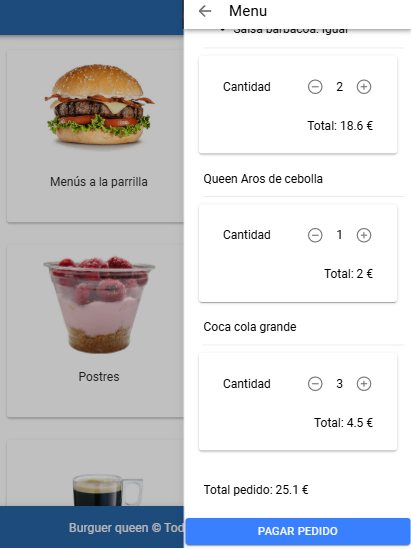 Menu
Salsa barbacoa: Igual
Cantidad
2
Total: 18.6 €
Menús a la parrilla
Queen Aros de cebolla
Cantidad
1
Total: 2 €
Coca cola grande
Postres
Cantidad
3
Total: 4.5 €
Total pedido: 25.1 €
Burguer queen © Tod
PAGAR PEDIDO